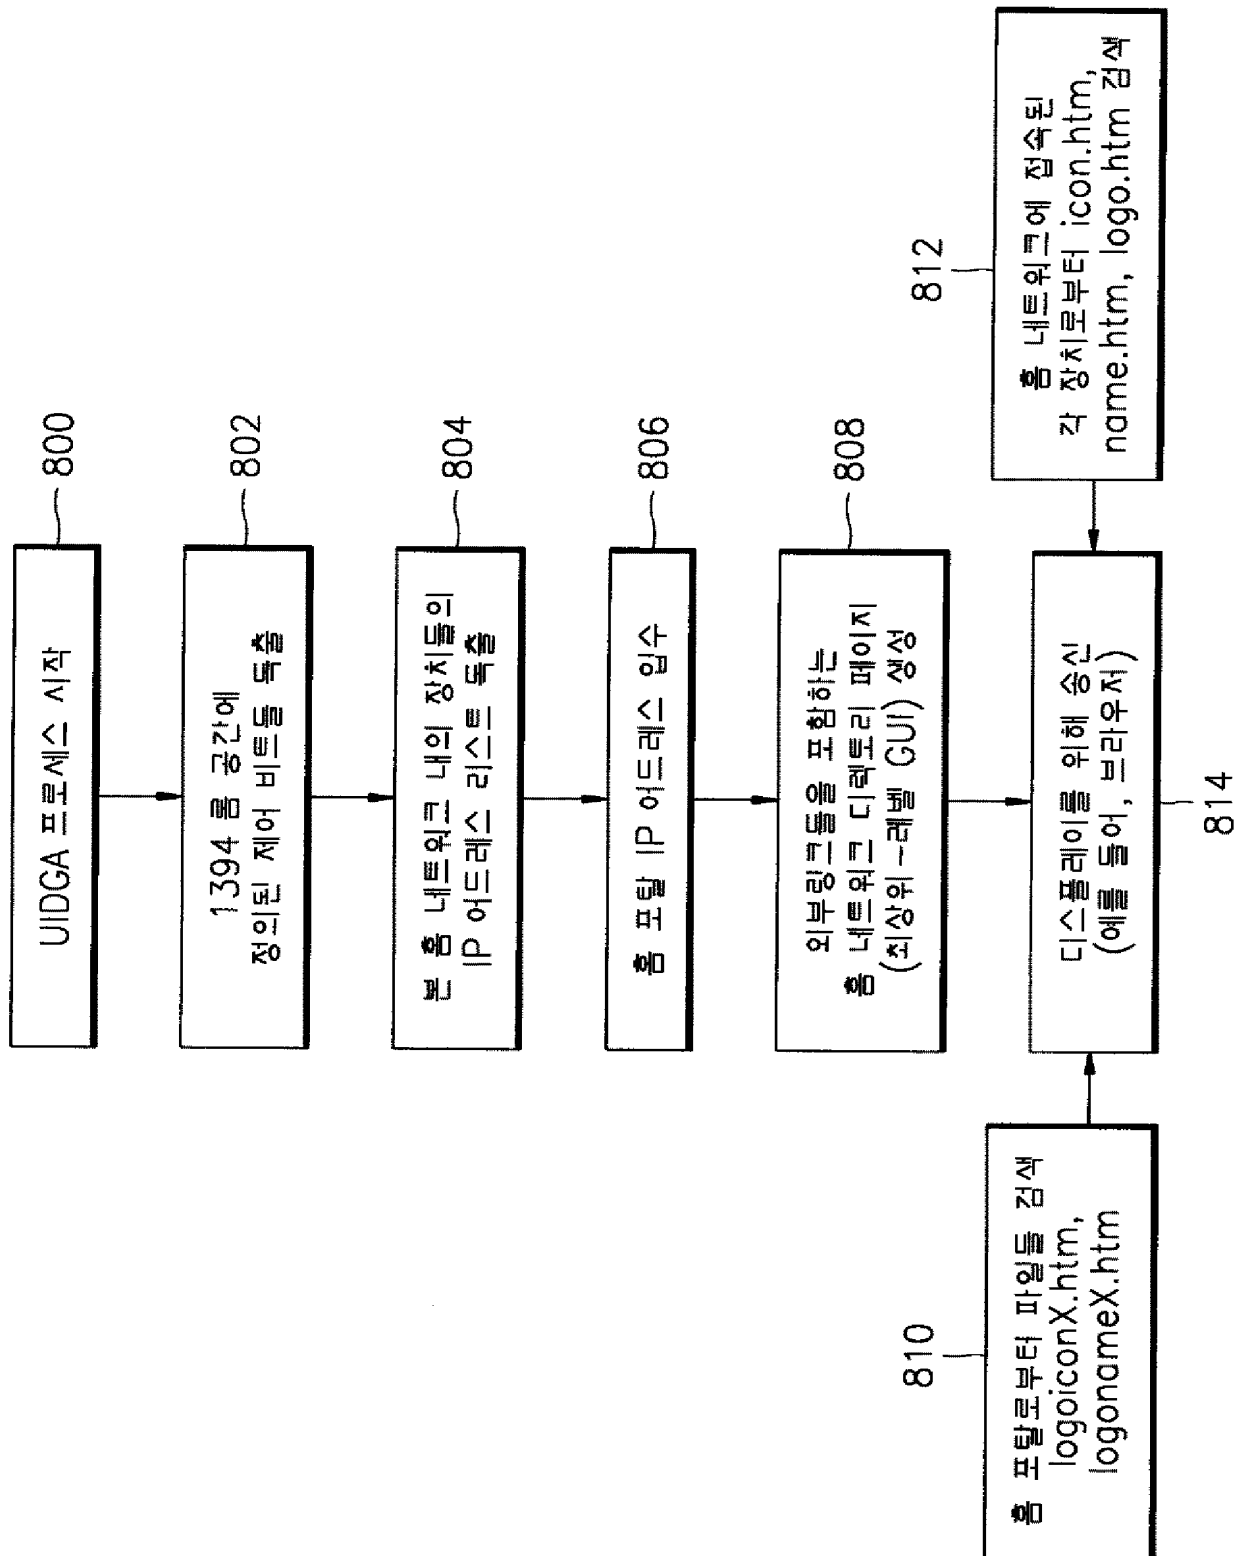 UIDGA 프로세스 시작
800
1394 롬 공간에
정의된 제어 비트들 독출
802
본 홈 네트워크 내의 장치들의
IP 어드레스 리스트 독출
804
홈 포탈 IP 어드레스 입수
806
외부링크들을 포함하는
홈 네트워크 디렉토리 페이지
(최상위-레벨 GUI) 생성
808
홈 포탈로부터 파일들 검색
logoiconX.htm,
logonameX.htm
810
홈 네트워크에 접속된
각 장치로부터 icon.htm,
name.htm, logo.htm 검색
812
디스플레이를 위해 송신
(예를 들어, 브라우저)
814